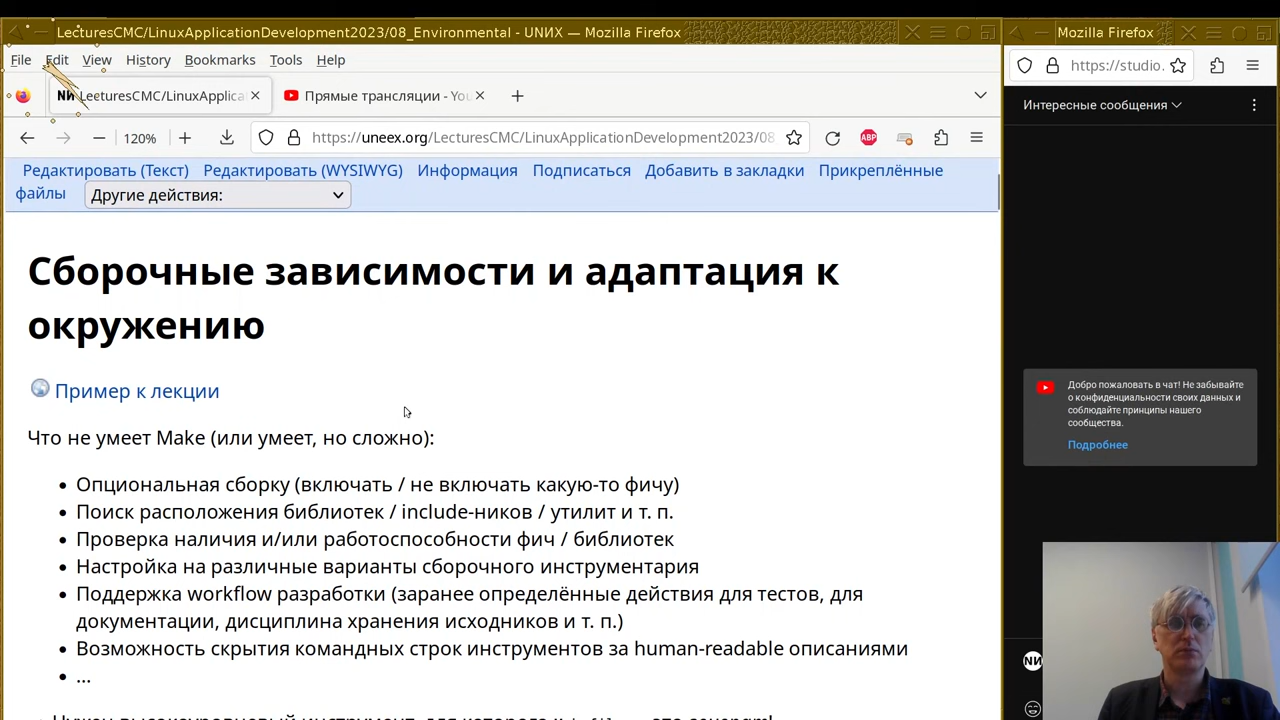 LecturesCMC/LinuxApplicationDevelopment2023/08_Environmental - UNИX — Mozilla Firefox
Mozilla Firefox
File Edit View History Bookmarks Tools Help
https://studio.
NИ LecturesCMC/LinuxApplica
Прямые трансляции - You
Интересные сообщения
120%
https://uneex.org/LecturesCMC/LinuxApplicationDevelopment2023/08
ABP
Редактировать (Текст) Редактировать (WYSIWYG) Информация Подписаться Добавить в закладки Прикреплённые
файлы Другие действия:
Сборочные зависимости и адаптация к
окружению
Пример к лекции
Что не умеет Make (или умеет, но сложно):
• Опциональная сборку (включать / не включать какую-то фичу)
• Поиск расположения библиотек / include-ников / утилит и т. п.
• Проверка наличия и/или работоспособности фич / библиотек
• Настройка на различные варианты сборочного инструментария
• Поддержка workflow разработки (заранее определённые действия для тестов, для
документации, дисциплина хранения исходников и т. п.)
• Возможность скрытия командных строк инструментов за human-readable описаниями
• ...
Добро пожаловать в чат! Не забывайте
о конфиденциальности своих данных и
соблюдайте принципы нашего
сообщества.
Подробнее
NИ